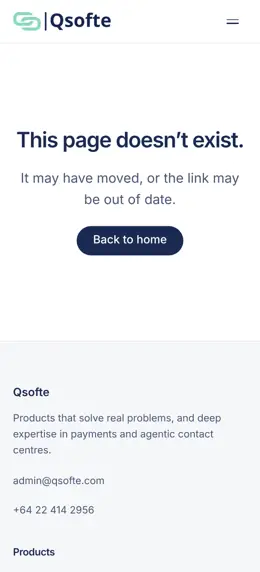 Qsofte
This page doesn’t exist.
It may have moved, or the link may
be out of date.
Back to home
Qsofte
Products that solve real problems, and deep
expertise in payments and agentic contact
centres.
admin@qsofte.com
+64 22 414 2956
Products